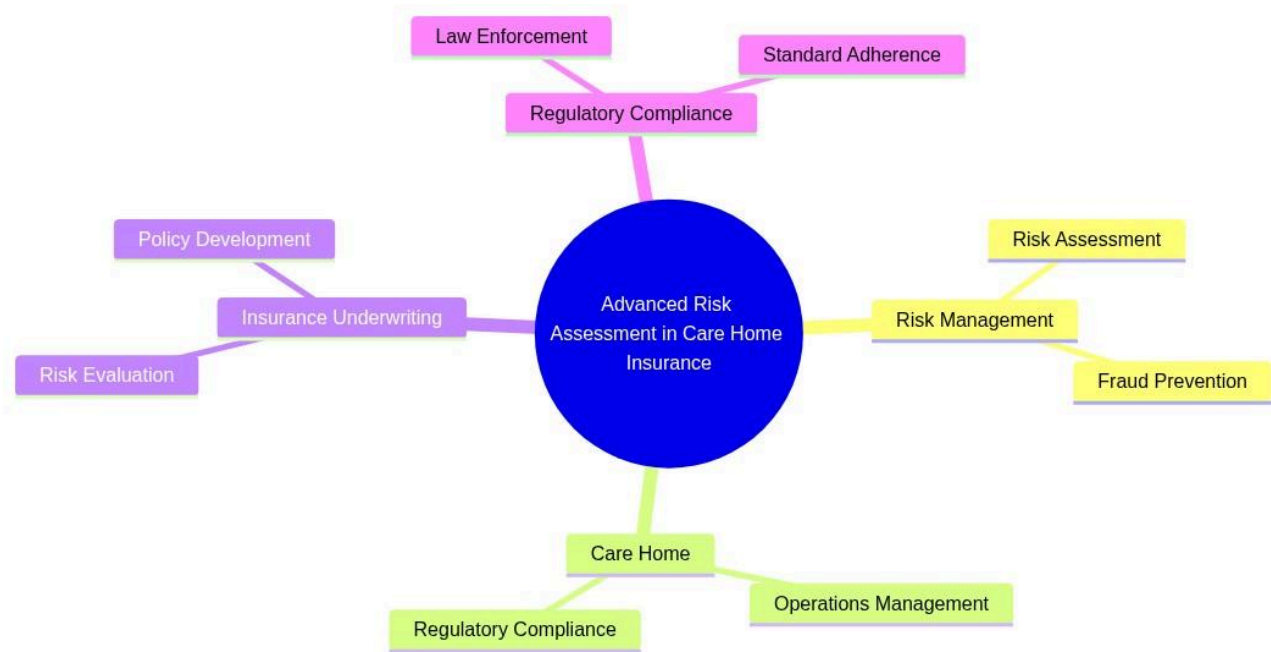 Law Enforcement
Standard Adherence
Regulatory Compliance
Policy Development
Insurance Underwriting
Risk Evaluation
Advanced Risk
Assessment in Care Home
Insurance
Risk Assessment
Risk Management
Fraud Prevention
Care Home
Operations Management
Regulatory Compliance